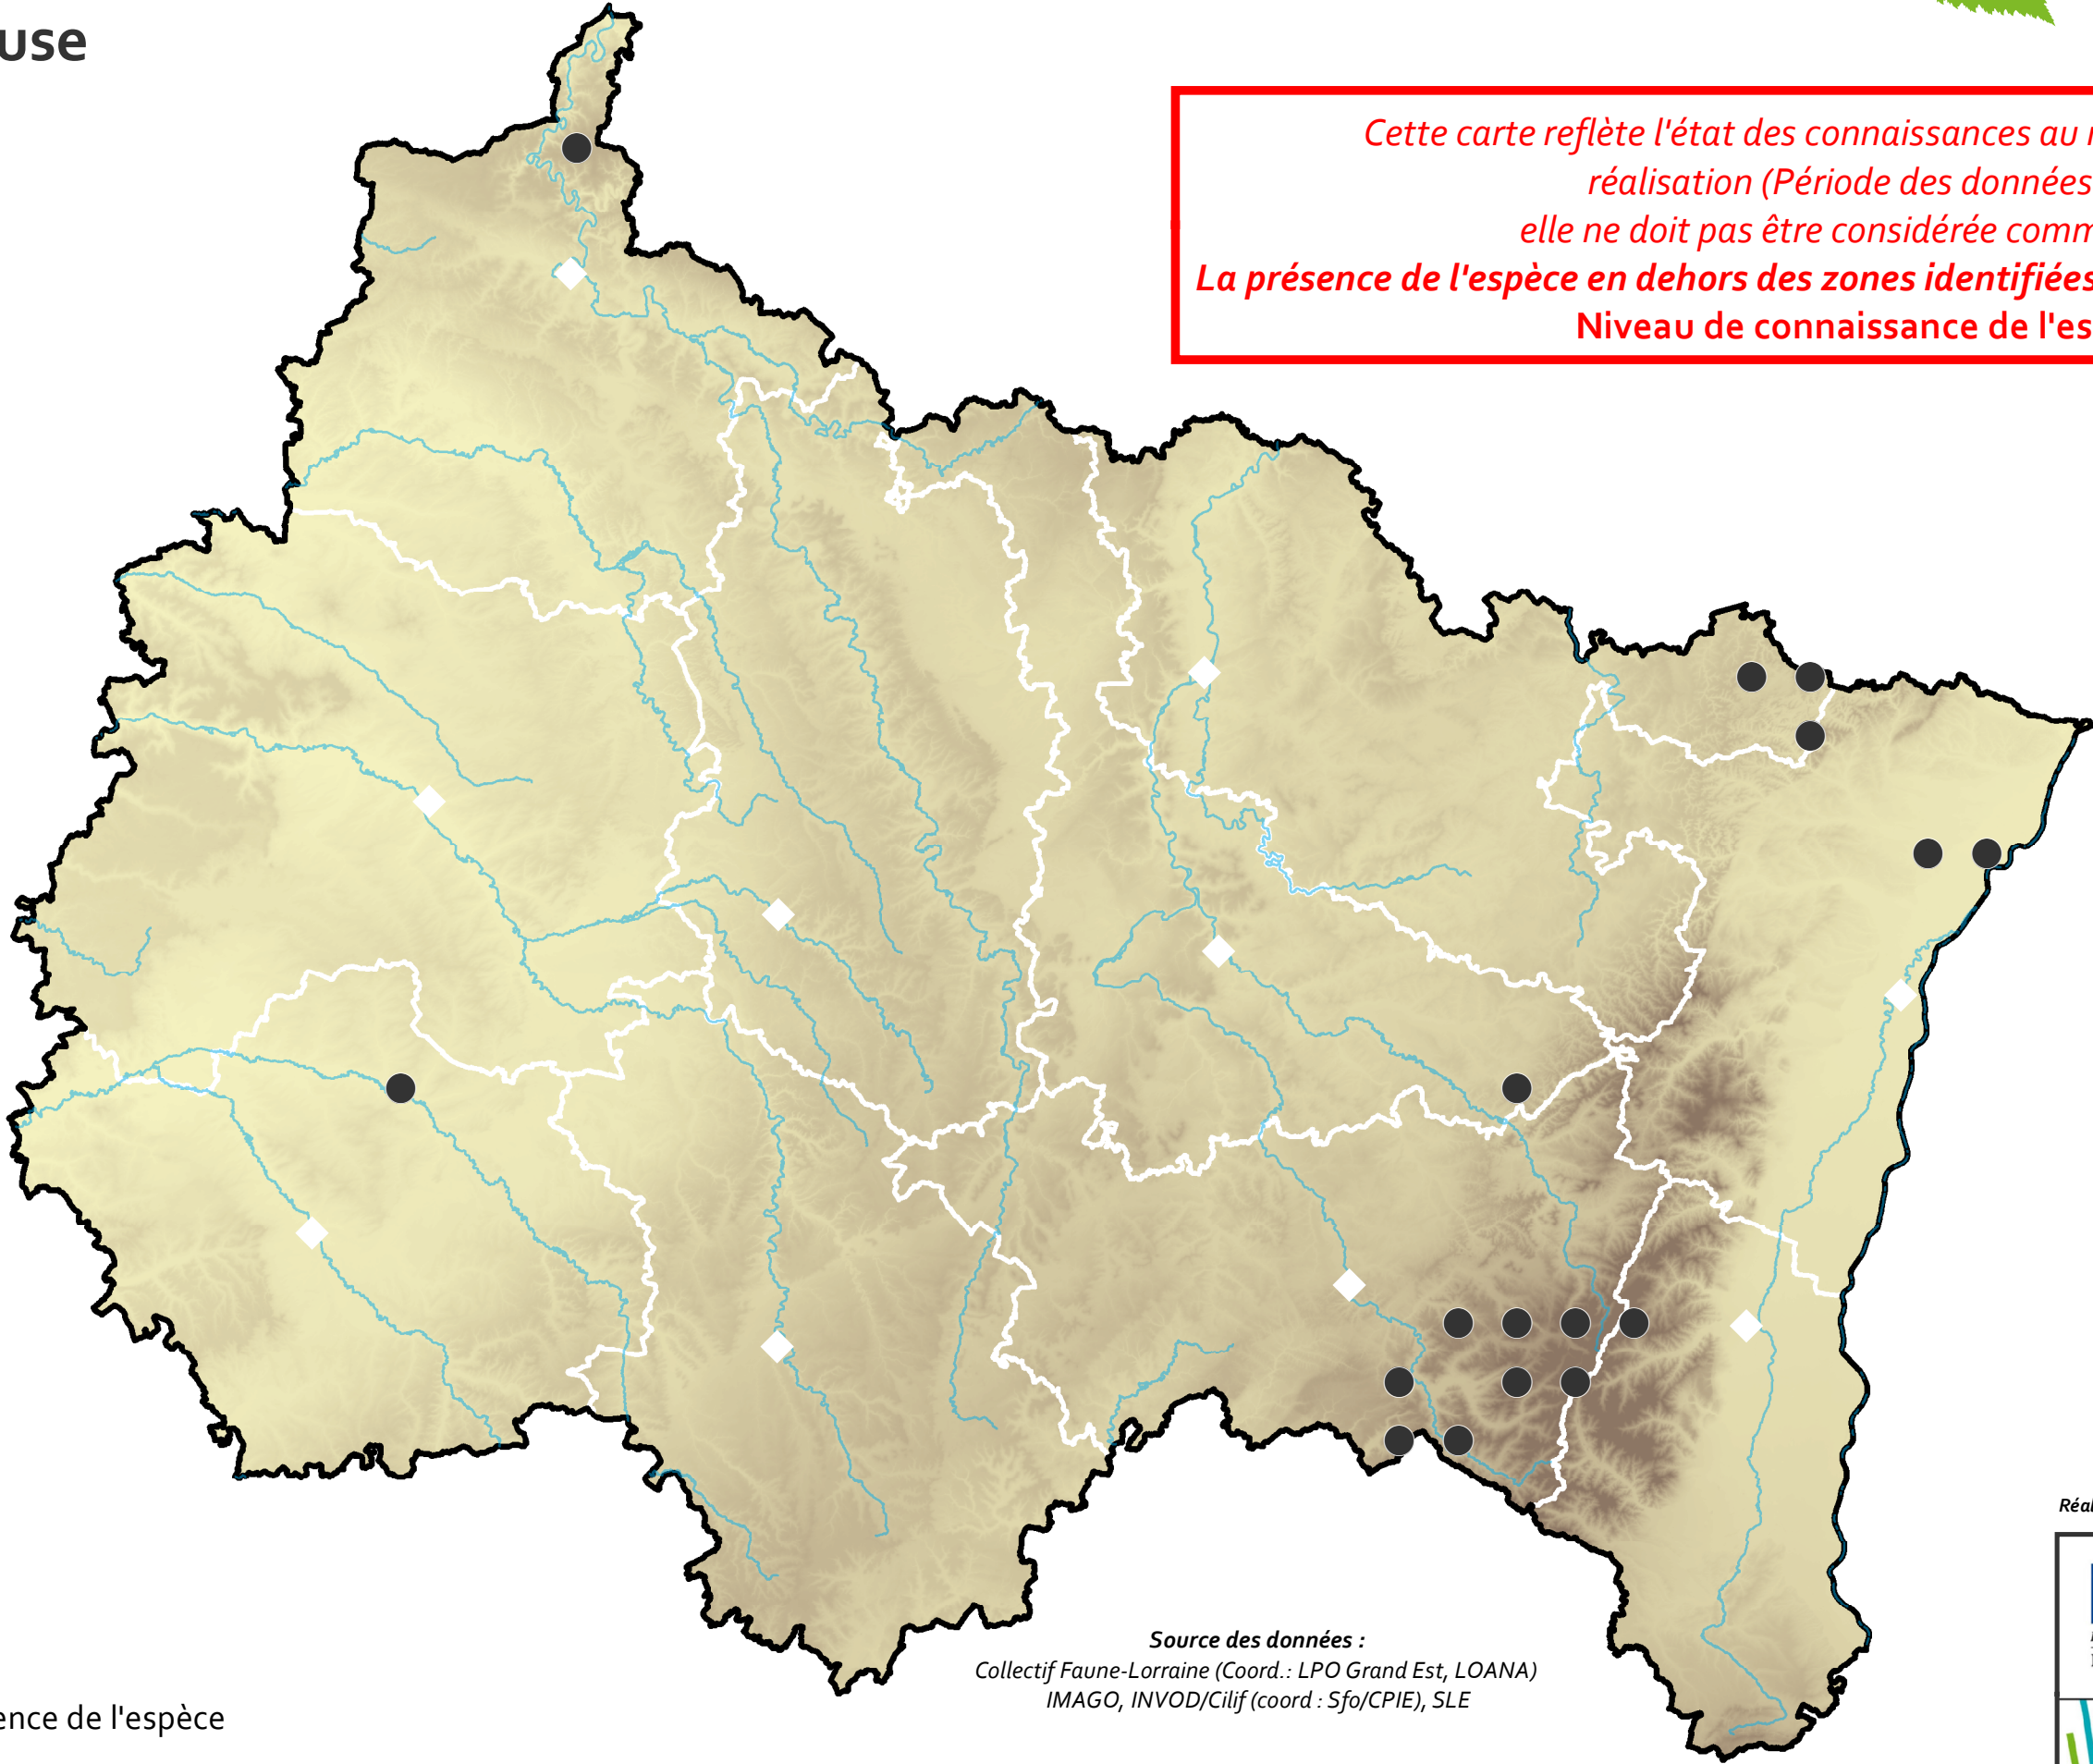 use
Cette carte reflète l'état des connaissances au
réalisation (Période des données
elle ne doit pas être considérée comm
La présence de l'espèce en dehors des zones identifiées
Niveau de connaissance de l'es
Réal
Source des données :
Collectif Faune-Lorraine (Coord.: LPO Grand Est, LOANA)
IMAGO, INVOD/Cilif (coord : Sfo/CPIE), SLE
ence de l'espèce